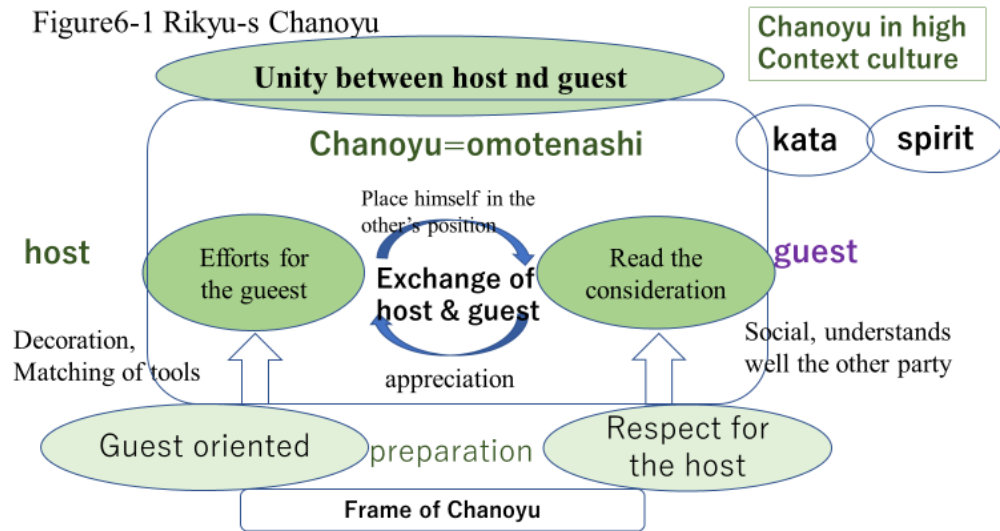 Figure6-1 Rikyu-s Chanoyu
Chanoyu in high
Context culture
Unity between host nd guest
kata
spirit
Chanoyu=omotenashi
Place himself in the
other's position
host
Efforts for
the gueest
Exchange of
host & guest
Read the
consideration
guest
Decoration,
Matching of tools
appreciation
Social, understands
well the other party
Guest oriented
preparation
Respect for
the host
Frame of Chanoyu